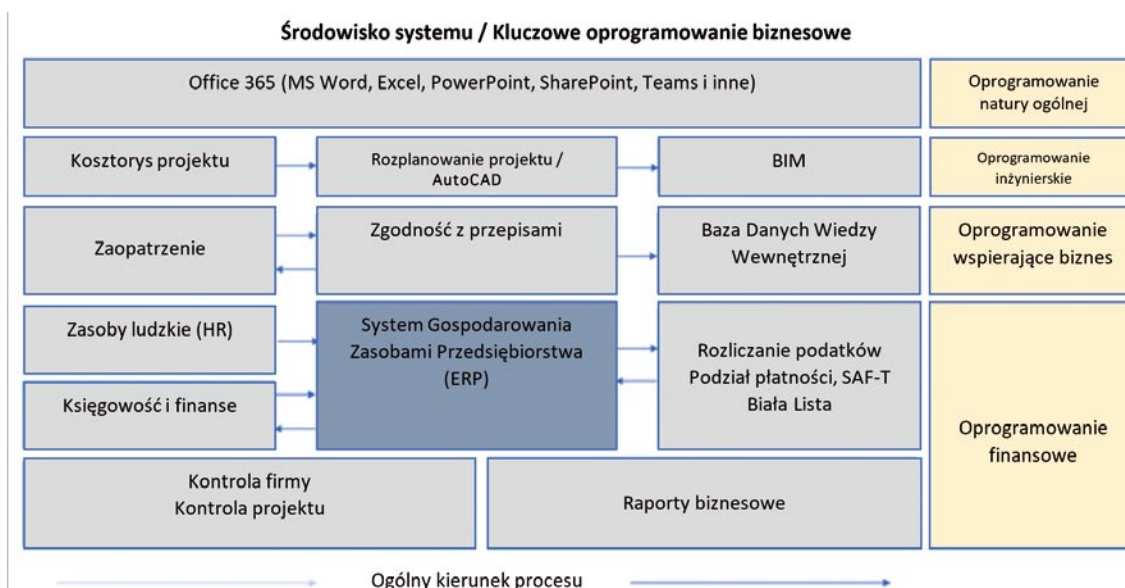 Środowisko systemu / Kluczowe oprogramowanie biznesowe
Office 365 (MS Word, Excel, PowerPoint, SharePoint, Teams i inne)
Oprogramowanie
natury ogólnej
Kosztorys projektu
Rozplanowanie projektu /
AutoCAD
BIM
Oprogramowanie
inżynierskie
Zaopatrzenie
Zgodność z przepisami
Baza Danych Wiedzy
Wewnętrznej
Oprogramowanie
wspierające biznes
Zasoby ludzkie (HR)
System Gospodarowania
Zasobami Przedsiębiorstwa
(ERP)
Rozliczanie podatków
Podział płatności, SAF-T
Biała Lista
Księgowość i finanse
Oprogramowanie
finansowe
Kontrola firmy
Kontrola projektu
Raporty biznesowe
Ogólny kierunek procesu